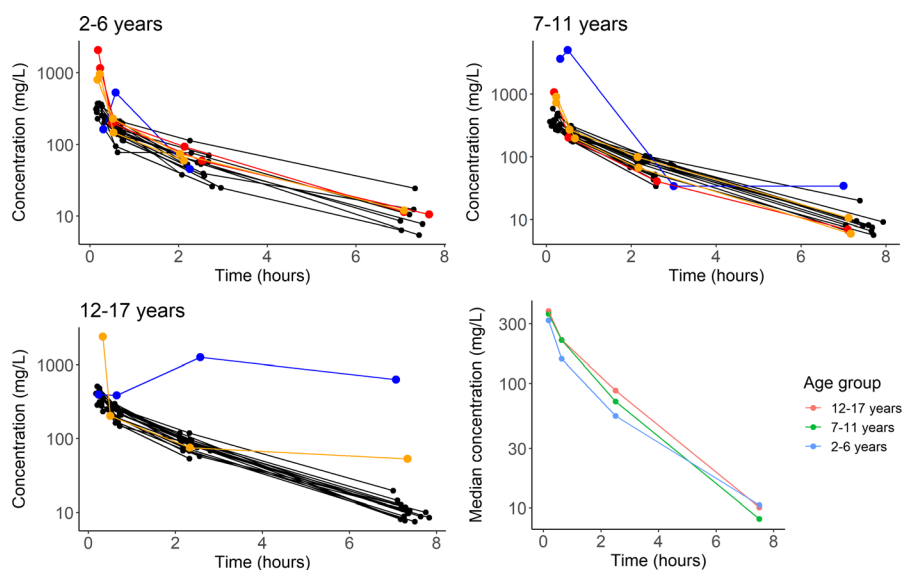 2-6 years
Concentration (mg/L)
1000
100
10
0
2
4
6
8
Time (hours)
7-11 years
Concentration (mg/L)
1000
100
10
0
2
4
6
8
Time (hours)
12-17 years
Concentration (mg/L)
1000
100
10
0
2
4
6
8
Time (hours)
Median concentration (mg/L)
300
100
30
10
0
2
4
6
8
Time (hours)
Age group
12-17 years
7-11 years
2-6 years